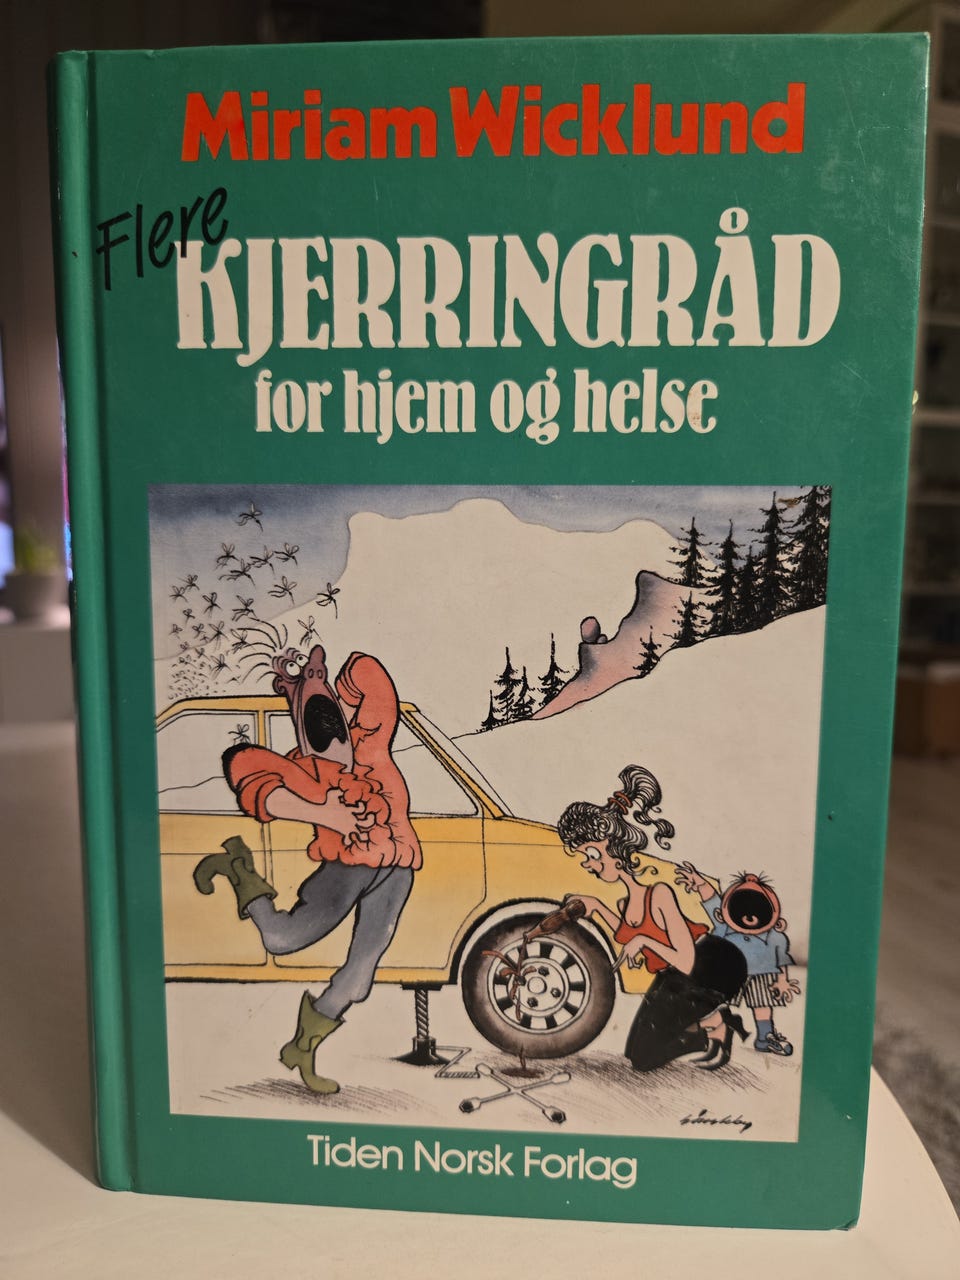 Miriam Wicklund
Flere
KJERRINGRÅD
for hjem og helse
Tiden Norsk Forlag